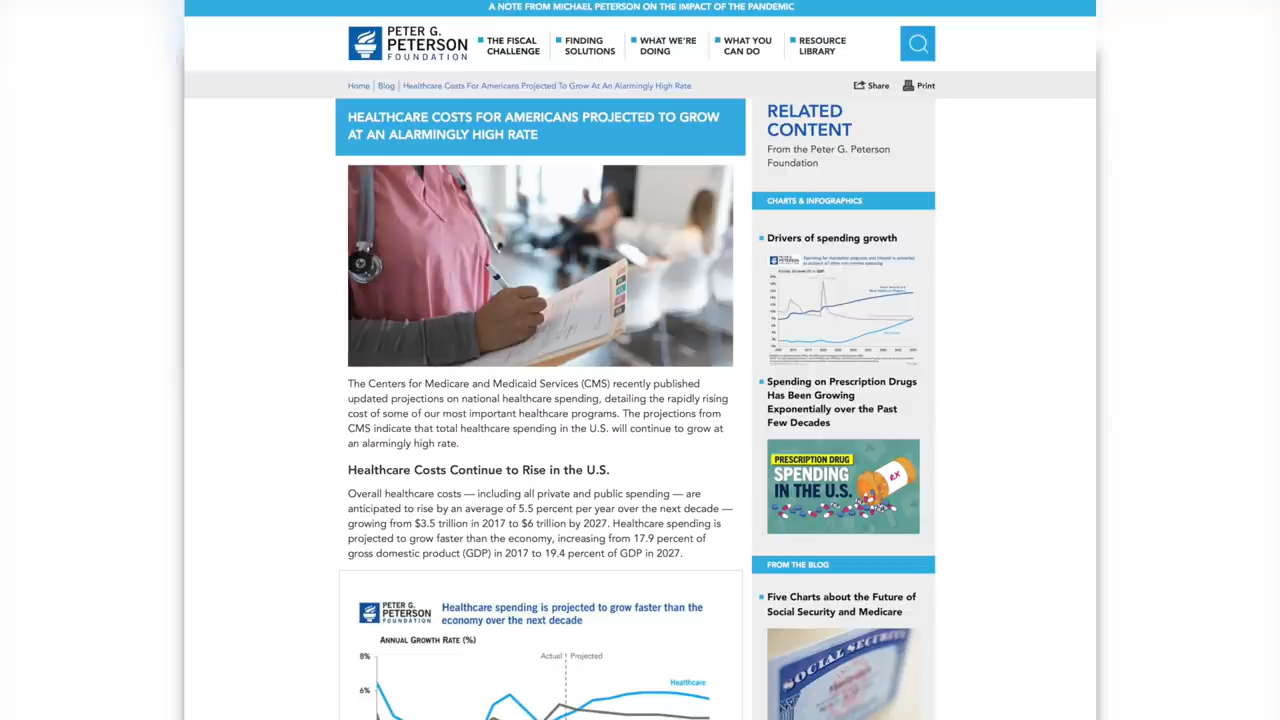 A NOTE FROM MICHAEL PETERSON ON THE IMPACT OF THE PANDEMIC
PETER G.
PETERSON
FOUNDATION
THE FISCAL
CHALLENGE
FINDING
SOLUTIONS
WHAT WE'RE
DOING
WHAT YOU
CAN DO
RESOURCE
LIBRARY
Home | Blog | Healthcare Costs For Americans Projected To Grow At An Alarmingly High Rate
Share
Print
HEALTHCARE COSTS FOR AMERICANS PROJECTED TO GROW
AT AN ALARMINGLY HIGH RATE
The Centers for Medicare and Medicaid Services (CMS) recently published
updated projections on national healthcare spending, detailing the rapidly rising
cost of some of our most important healthcare programs. The projections from
CMS indicate that total healthcare spending in the U.S. will continue to grow at
an alarmingly high rate.
Healthcare Costs Continue to Rise in the U.S.
Overall healthcare costs — including all private and public spending — are
anticipated to rise by an average of 5.5 percent per year over the next decade —
growing from $3.5 trillion in 2017 to $6 trillion by 2027. Healthcare spending is
projected to grow faster than the economy, increasing from 17.9 percent of
gross domestic product (GDP) in 2017 to 19.4 percent of GDP in 2027.
PETER G.
PETERSON
FOUNDATION
Healthcare spending is projected to grow faster than the
economy over the next decade
ANNUAL GROWTH RATE (%)
8%
Actual
Projected
Healthcare
6%
RELATED
CONTENT
From the Peter G. Peterson
Foundation
CHARTS & INFOGRAPHICS
Drivers of spending growth
Spending on Prescription Drugs
Has Been Growing
Exponentially over the Past
Few Decades
PRESCRIPTION DRUG
SPENDING
IN THE U.S.
RX
FROM THE BLOG
Five Charts about the Future of
Social Security and Medicare
SOCIAL SECURITY